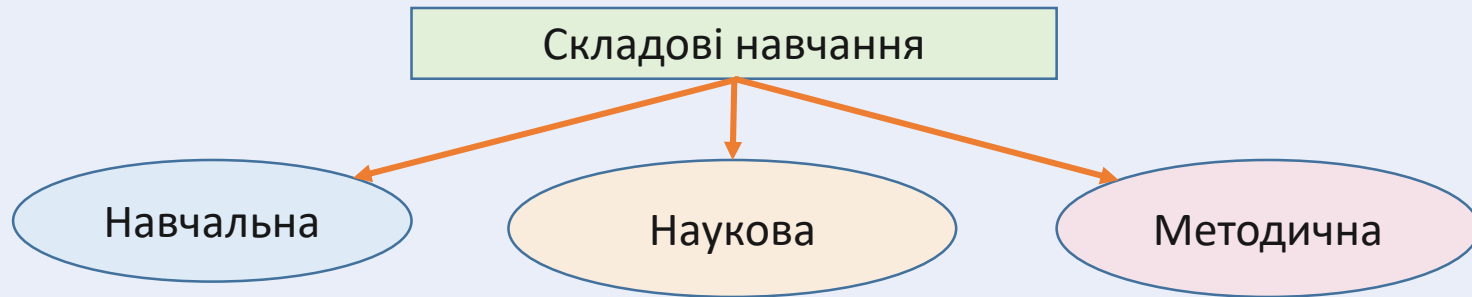 Складові навчання
Навчальна
Наукова
Методична